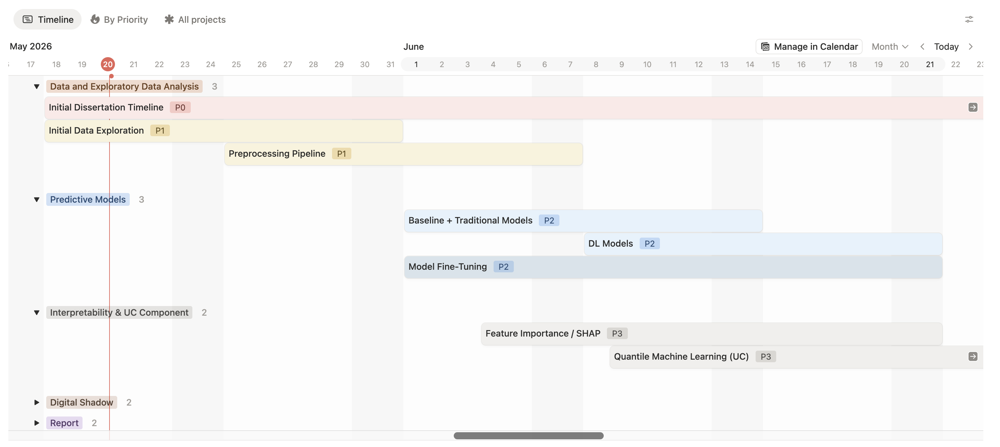 Timeline By Priority All projects
May 2026 June Manage in Calendar Month Today
17 18 19 20 21 22 23 24 25 26 27 28 29 30 31 1 2 3 4 5 6 7 8 9 10 11 12 13 14 15 16 17 18 19 20 21 22
Data and Exploratory Data Analysis 3
Initial Dissertation Timeline P0
Initial Data Exploration P1
Preprocessing Pipeline P1
Predictive Models 3
Baseline + Traditional Models P2
DL Models P2
Model Fine-Tuning P2
Interpretability & UC Component 2
Feature Importance / SHAP P3
Quantile Machine Learning (UC) P3
Digital Shadow 2
Report 2